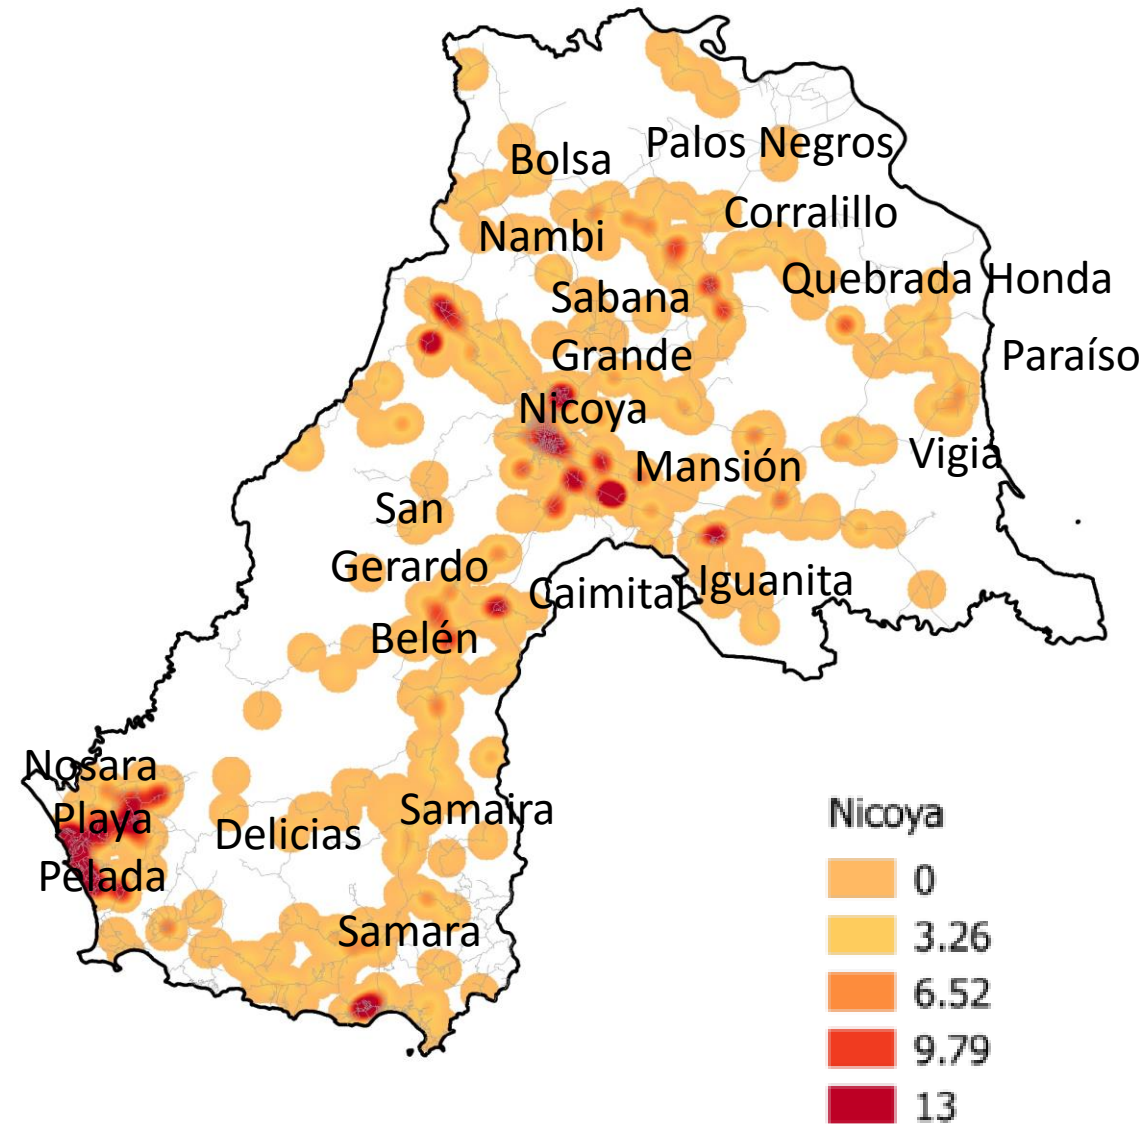 Palos Negros
Bolsa
Corralillo
Nambi
Quebrada Honda
Sabana
Grande
Paraíso
Nicoya
Vigia
Mansión
San
Gerardo
Caimital
Iguanita
Belén
Nosara
Playa
Pelada
Samaira
Delicias
Samara
Nicoya
0
3.26
6.52
9.79
13